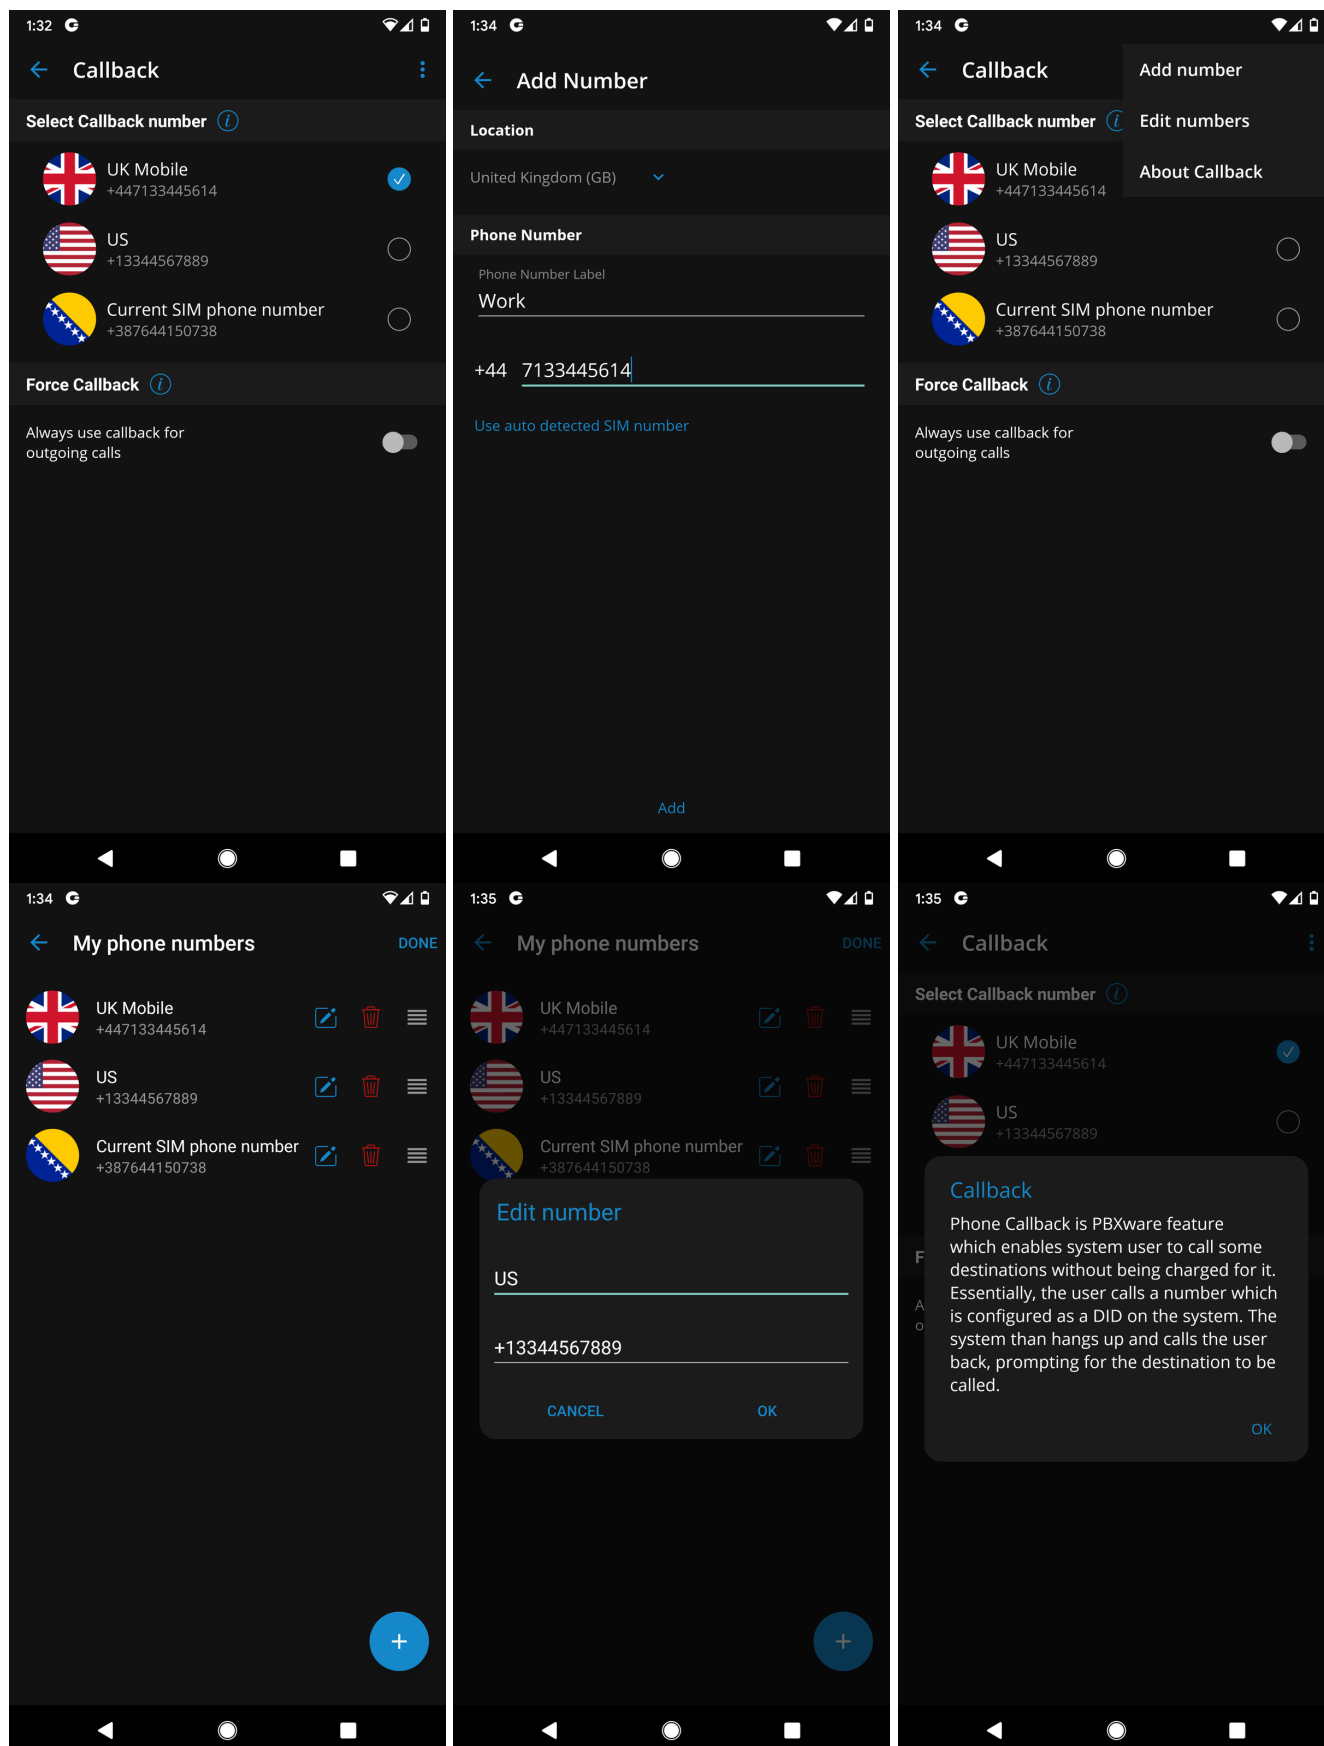 1:32
Callback
Select Callback number
UK Mobile
+447133445614
US
+13344567889
Current SIM phone number
+387644150738
Force Callback
Always use callback for
outgoing calls
1:34
Add Number
Location
United Kingdom (GB)
Phone Number
Phone Number Label
Work
+44 7133445614
Use auto detected SIM number
Add
1:34
Callback
Add number
Edit numbers
About Callback
Select Callback number
UK Mobile
+447133445614
US
+13344567889
Current SIM phone number
+387644150738
Force Callback
Always use callback for
outgoing calls
1:34
My phone numbers
DONE
UK Mobile
+447133445614
US
+13344567889
Current SIM phone number
+387644150738
1:35
My phone numbers
DONE
UK Mobile
+447133445614
US
+13344567889
Current SIM phone number
+387644150738
Edit number
US
+13344567889
CANCEL OK
1:35
Callback
Select Callback number
UK Mobile
+447133445614
US
+13344567889
Callback
Phone Callback is PBXware feature
which enables system user to call some
destinations without being charged for it.
Essentially, the user calls a number which
is configured as a DID on the system. The
system than hangs up and calls the user
back, prompting for the destination to be
called.
OK